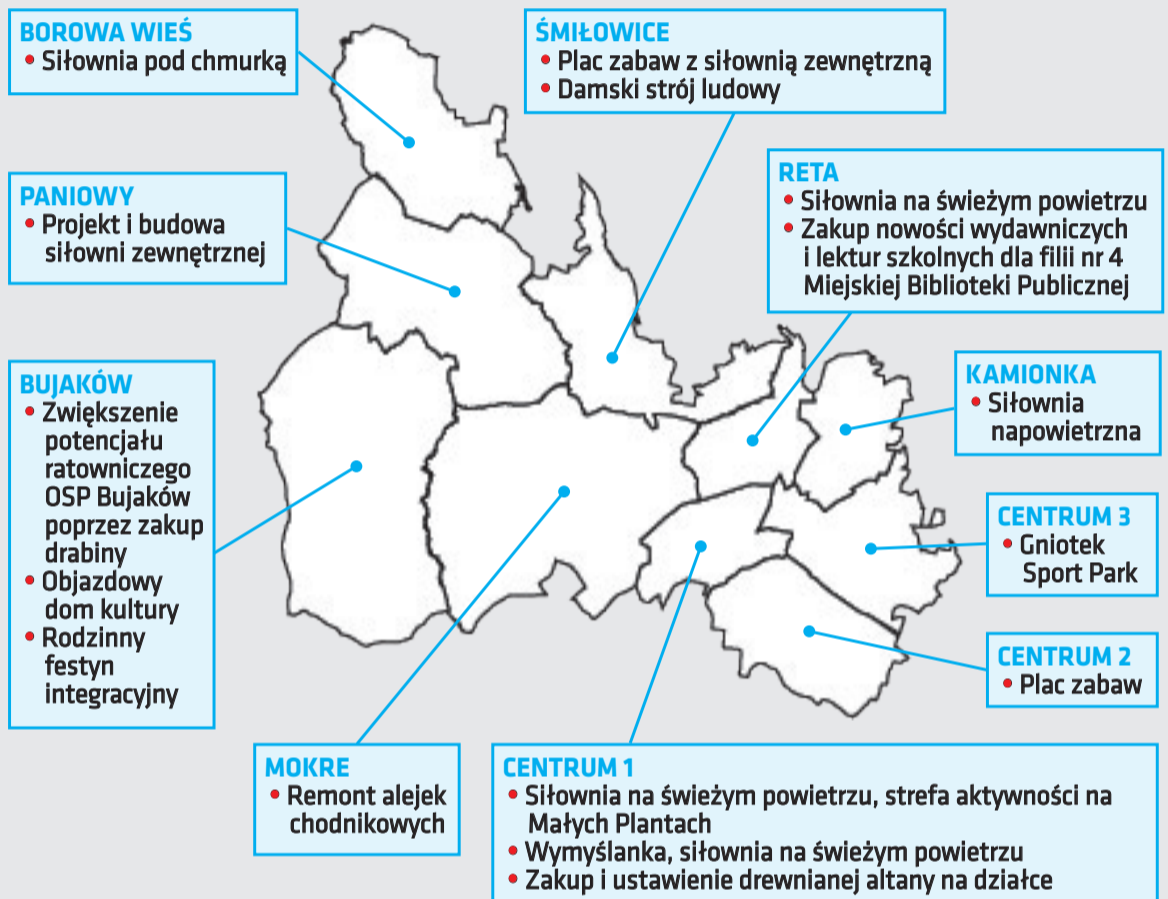 BOROWA WIEŚ
• Siłownia pod chmurką
ŚMIŁOWICE
• Plac zabaw z siłownią zewnętrzną
• Damski strój ludowy
PANIOWY
• Projekt i budowa
siłowni zewnętrznej
RETA
• Siłownia na świeżym powietrzu
• Zakup nowości wydawniczych
i lektur szkolnych dla filii nr 4
Miejskiej Biblioteki Publicznej
BUJAKÓW
• Zwiększenie
potencjału
ratowniczego
OSP Bujaków
poprzez zakup
drabiny
• Objazdowy
dom kultury
• Rodzinny
festyn
integracyjny
KAMIONKA
• Siłownia
napowietrzna
CENTRUM 3
• Gniotek
Sport Park
CENTRUM 2
• Plac zabaw
MOKRE
• Remont alejek
chodnikowych
CENTRUM 1
• Siłownia na świeżym powietrzu, strefa aktywności na
Małych Plantach
• Wymyślanka, siłownia na świeżym powietrzu
• Zakup i ustawienie drewnianej altany na działce